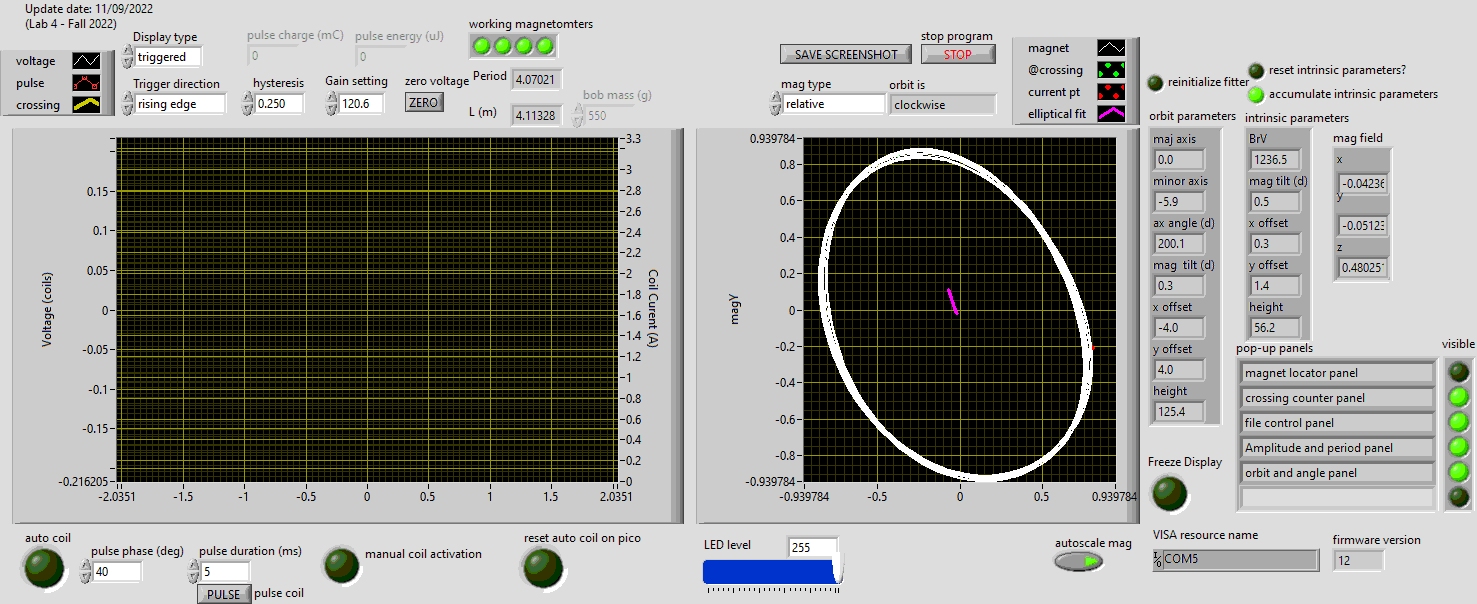 Update date: 11/09/2022
(Lab 4 - Fall 2022)
voltage
pulse
crossing
Display type
triggered
Trigger direction
rising edge
pulse charge (mC)
0
pulse energy (uJ)
0
hysteresis
0.250
Gain setting
120.6
zero voltage
ZERO
working magnetomters
Period
4.07021
L (m)
4.11328
bob mass (g)
550
SAVE SCREENSHOT
stop program
STOP
mag type
relative
orbit is
clockwise
magnet
@crossing
current pt
elliptical fit
reinitialize fitter
reset intrinsic parameters?
accumulate intrinsic parameters
Voltage (coils)
0.15
0.1
0.05
0
-0.05
-0.1
-0.15
-0.216205
-2.0351
-1.5
-1
-0.5
0
0.5
1
1.5
2.0351
3.3
3
2.8
2.6
2.4
2.2
2
1.8
1.6
1.4
1.2
1
0.8
0.6
0.4
0.2
0
Coil Curent (A)
magY
0.939784
0.8
0.6
0.4
0.2
0
-0.2
-0.4
-0.6
-0.8
-0.939784
-0.939784
-0.5
0
0.5
0.939784
orbit parameters
maj axis
0.0
minor axis
-5.9
ax angle (d)
200.1
mag tilt (d)
0.3
x offset
-4.0
y offset
4.0
height
125.4
intrinsic parameters
BrV
1236.5
mag tilt (d)
0.5
x offset
0.3
y offset
1.4
height
56.2
mag field
x
-0.04236
y
-0.05123
z
0.48025
pop-up panels
visible
magnet locator panel
crossing counter panel
file control panel
Amplitude and period panel
orbit and angle panel
Freeze Display
auto coil
pulse phase (deg)
40
pulse duration (ms)
5
PULSE
pulse coil
manual coil activation
reset auto coil on pico
LED level
255
autoscale mag
VISA resource name
COM5
firmware version
12